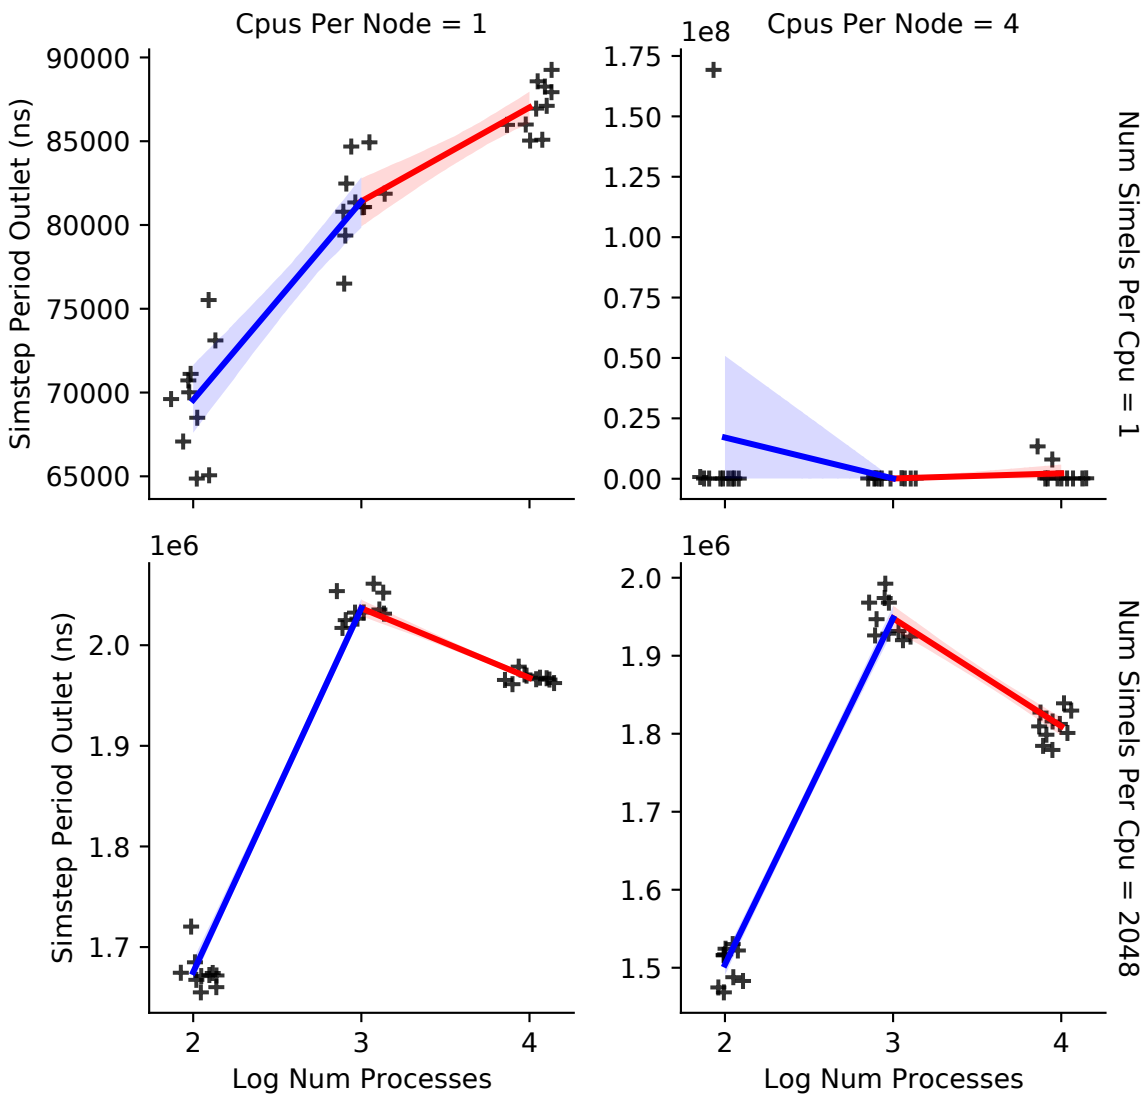 Cpus Per Node = 1
Cpus Per Node = 4
1e8
Simstep Period Outlet (ns)
90000
85000
80000
75000
70000
65000
1.75
1.50
1.25
1.00
0.75
0.50
0.25
0.00
Num Simels Per Cpu = 1
1e6
1e6
Simstep Period Outlet (ns)
2.0
1.9
1.8
1.7
2.0
1.9
1.8
1.7
1.6
1.5
Num Simels Per Cpu = 2048
2 3 4
2 3 4
Log Num Processes
Log Num Processes